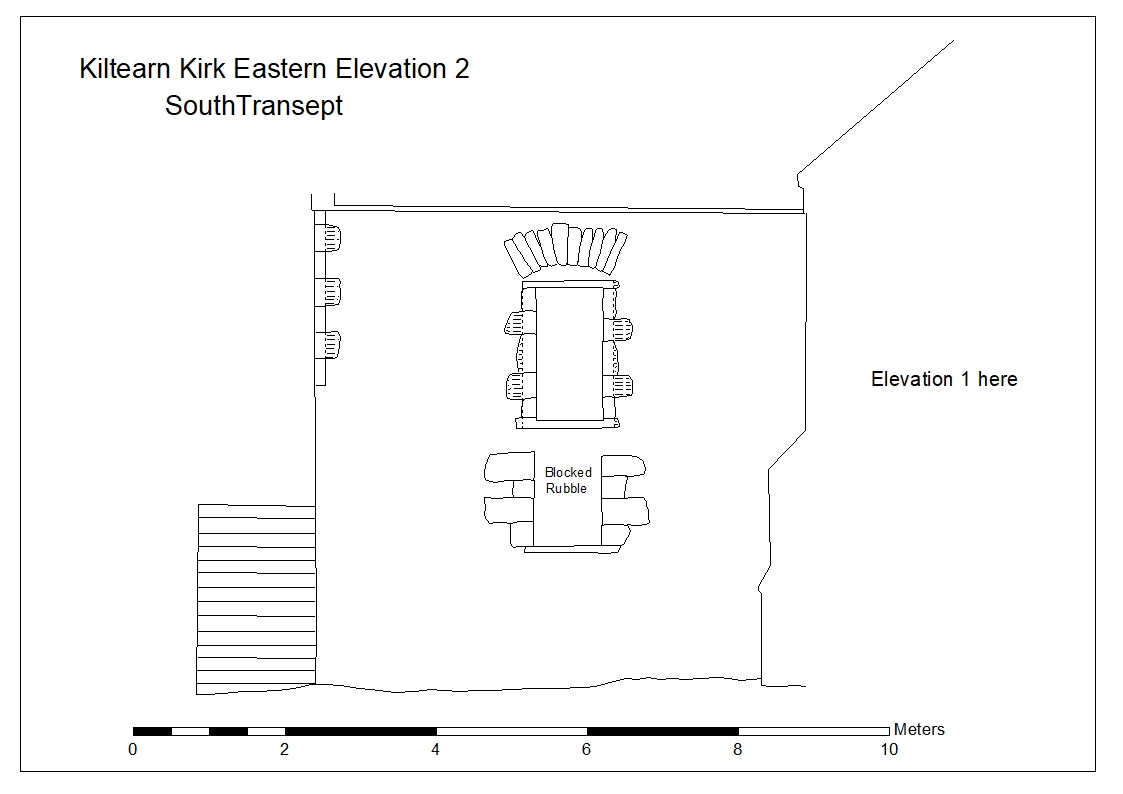 Kiltearn Kirk Eastern Elevation 2
SouthTransept
Elevation 1 here
Blocked
Rubble
Meters
0 2 4 6 8 10